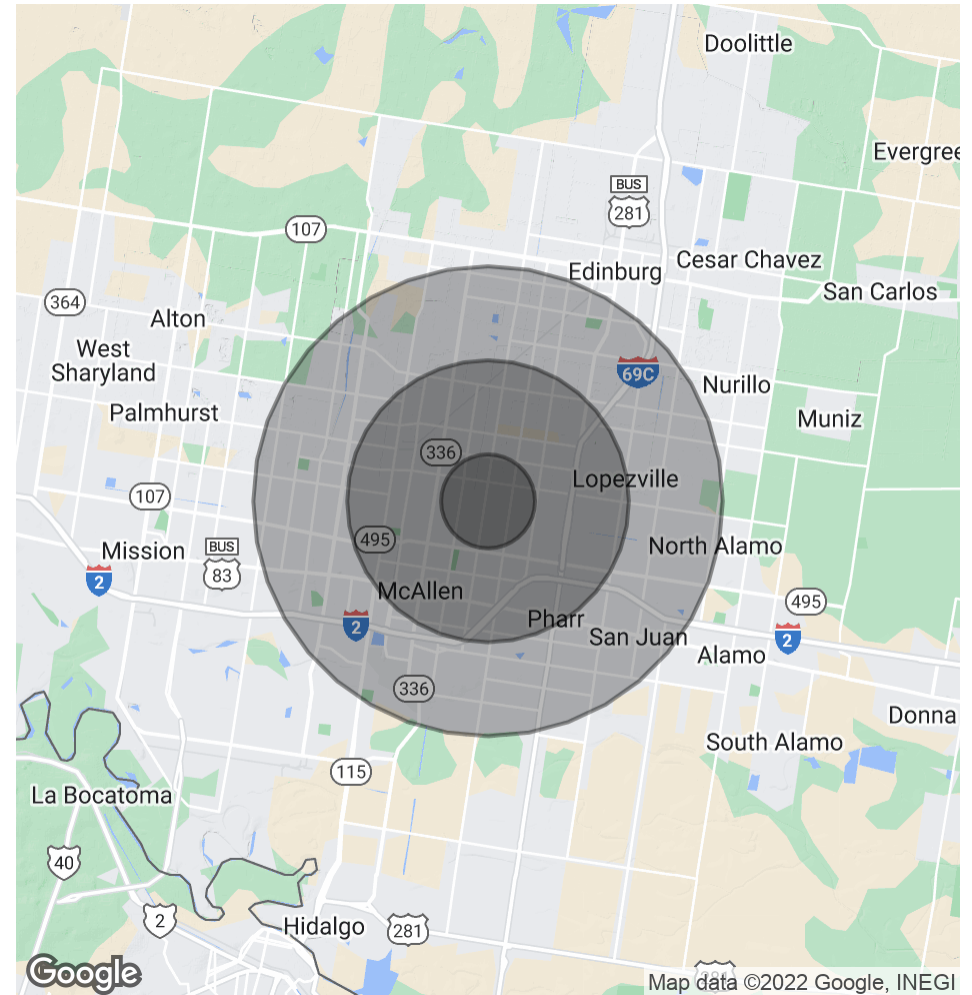 Doolittle
Evergree
BUS
281
107
Edinburg
Cesar Chavez
San Carlos
364
Alton
West
Sharyland
69C
Nurillo
Palmhurst
Muniz
336
Lopezville
107
495
Mission
BUS
83
North Alamo
2
McAllen
495
Pharr
2
San Juan
2
Alamo
336
Donna
South Alamo
115
La Bocatoma
40
2
Hidalgo
281
Google
281
Map data ©2022 Google, INEGI